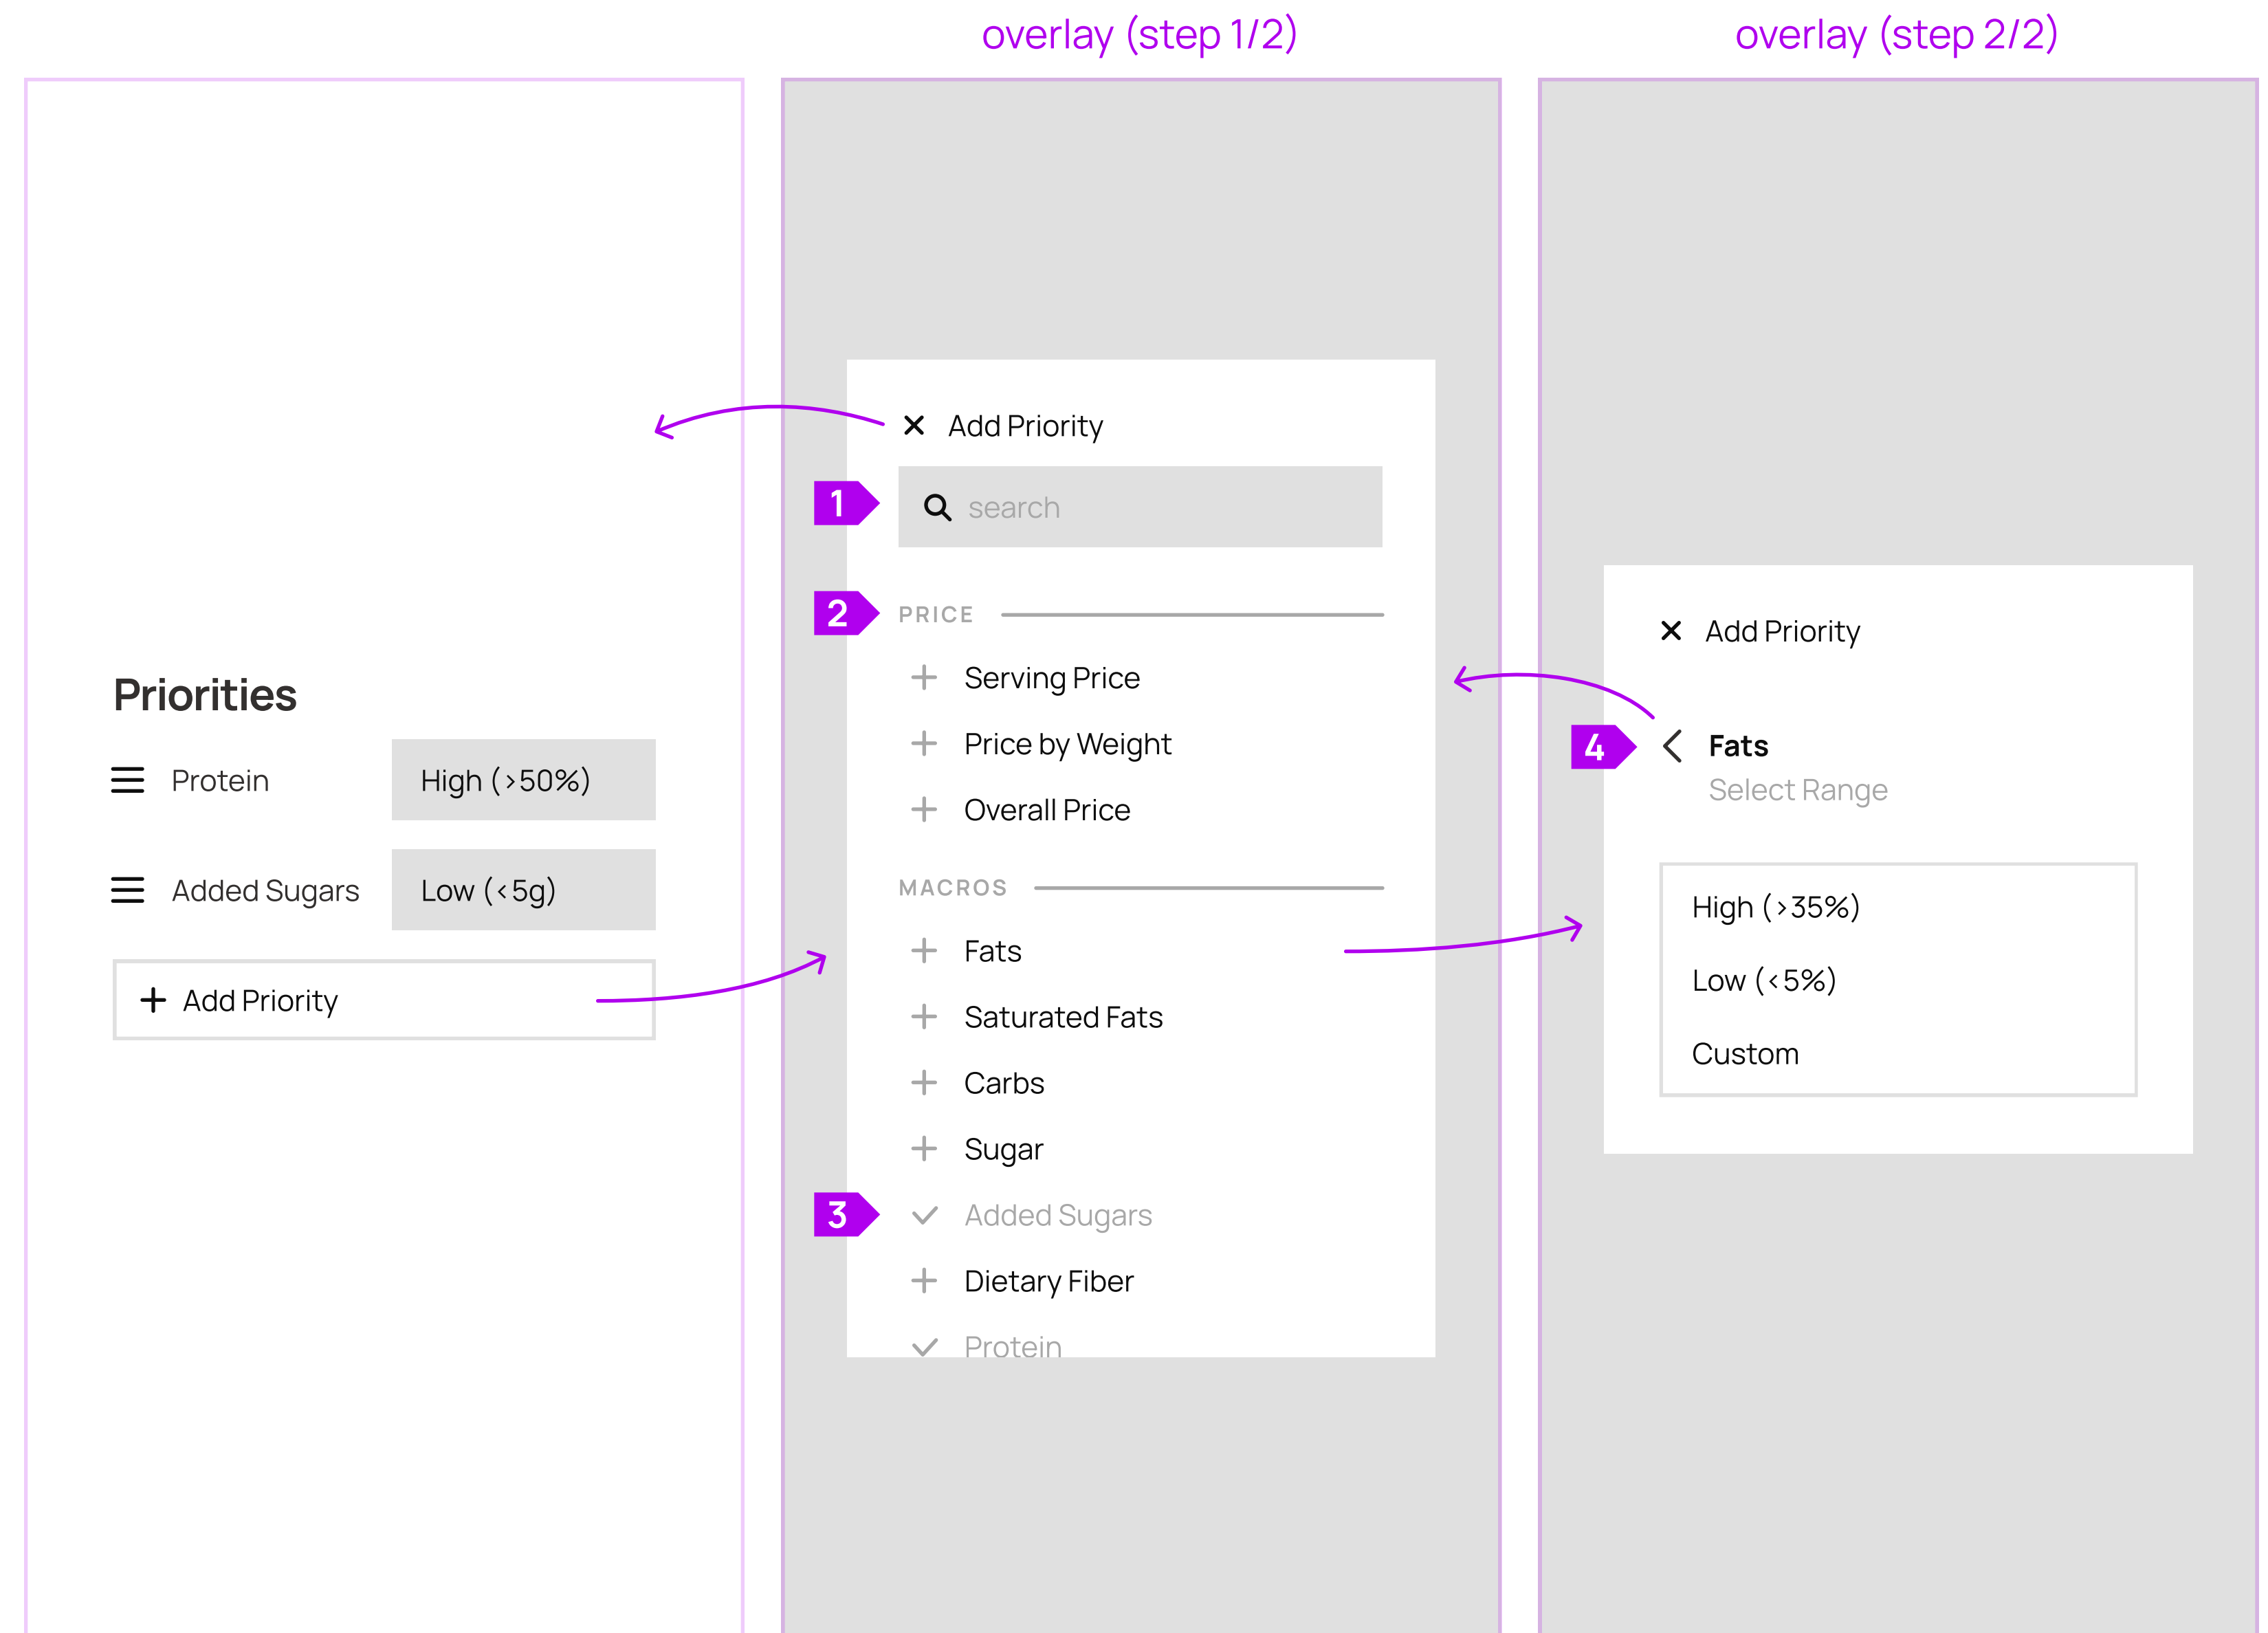 overlay (step 1/2)
overlay (step 2/2)
Priorities
Protein
High (>50%)
Added Sugars
Low (<5g)
Add Priority
Add Priority
1
search
2
PRICE
Serving Price
Price by Weight
Overall Price
MACROS
Fats
Saturated Fats
Carbs
Sugar
3
Added Sugars
Dietary Fiber
Protein
Add Priority
4
Fats
Select Range
High (>35%)
Low (<5%)
Custom